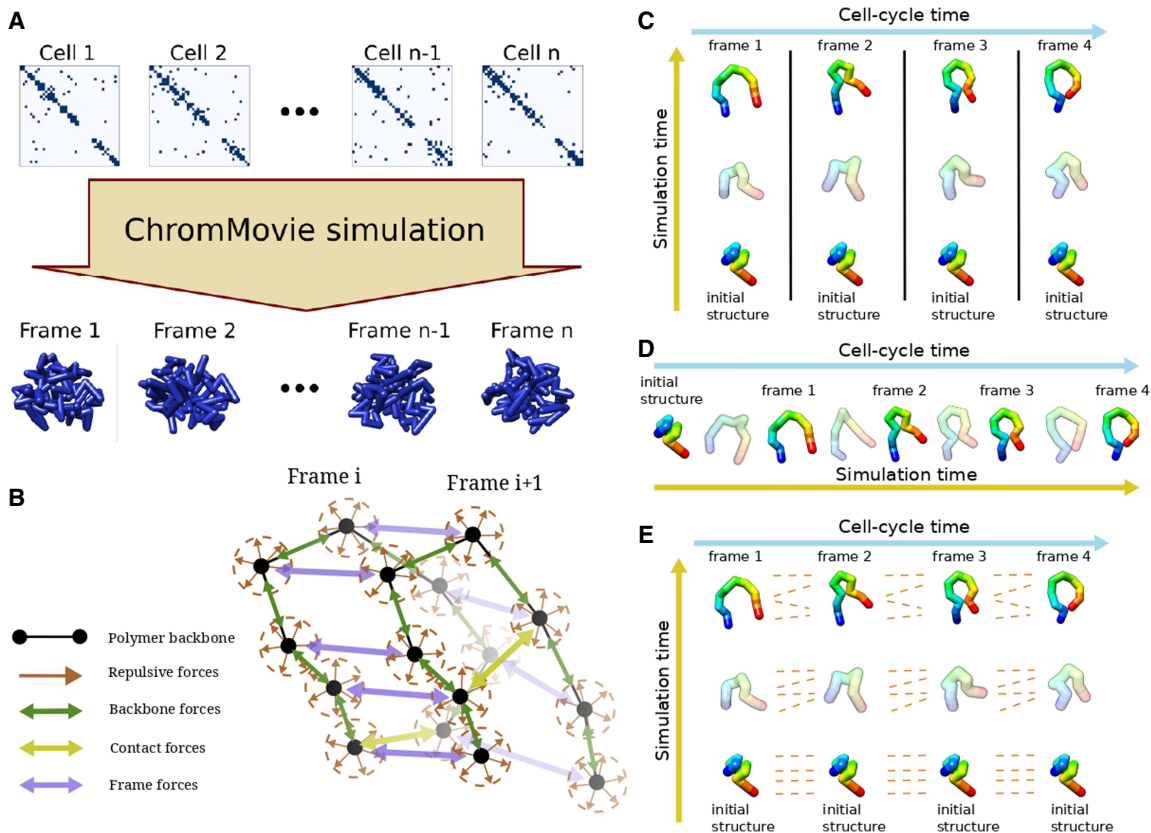 A
Cell 1
Cell 2
Cell n-1
Cell n
ChromMovie simulation
Frame 1
Frame 2
Frame n-1
Frame n
B
Frame i
Frame i+1
Polymer backbone
Repulsive forces
Backbone forces
Contact forces
Frame forces
C
Cell-cycle time
frame 1
frame 2
frame 3
frame 4
Simulation time
initial
structure
initial
structure
initial
structure
initial
structure
D
Cell-cycle time
initial
structure
frame 1
frame 2
frame 3
frame 4
Simulation time
E
Cell-cycle time
frame 1
frame 2
frame 3
frame 4
Simulation time
initial
structure
initial
structure
initial
structure
initial
structure